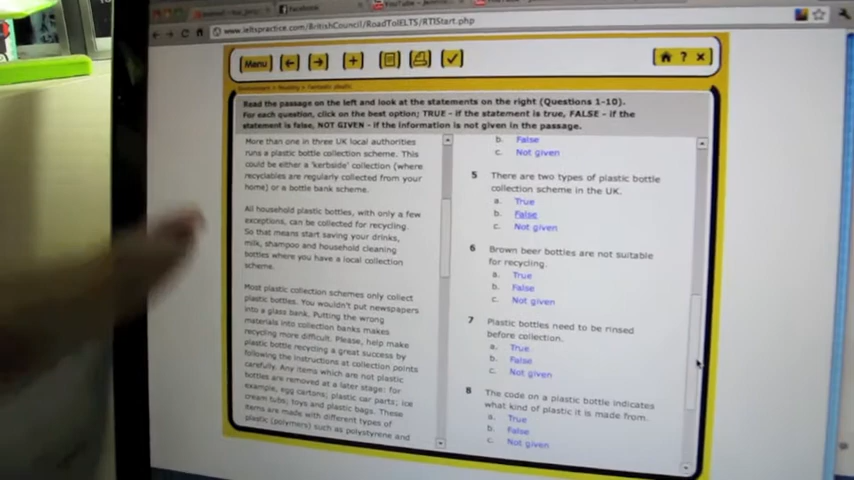 Facebook
www.ieltspractice.com/BritishCouncil/RoadToIELTS/RTIStart.php
Menu
?
Read the passage on the left and look at the statements on the right (Questions 1-10).
For each question, click on the best option; TRUE - if the statement is true, FALSE - if the
statement is false, NOT GIVEN - if the information is not given in the passage.
More than one in three UK local authorities
runs a plastic bottle collection scheme. This
could be either a 'kerbside' collection (where
recyclables are regularly collected from your
home) or a bottle bank scheme.
All household plastic bottles, with only a few
exceptions, can be collected for recycling.
So that means start saving your drinks,
milk, shampoo and household cleaning
bottles where you have a local collection
scheme.
Most plastic collection schemes only collect
plastic bottles. You wouldn't put newspapers
into a glass bank. Putting the wrong
materials into collection banks makes
recycling more difficult. Please, help make
plastic bottle recycling a great success by
following the instructions at collection points
carefully. Any items which are not plastic
bottles are removed at a later stage: for
example, egg cartons; plastic car parts; ice
cream tubs; toys and plastic bags. These
items are made with different types of
plastic (polymers) such as polystyrene and
b. False
c. Not given
5 There are two types of plastic bottle
collection scheme in the UK.
a. True
b. False
c. Not given
6 Brown beer bottles are not suitable
for recycling.
a. True
b. False
c. Not given
7 Plastic bottles need to be rinsed
before collection.
a. True
b. False
c. Not given
8 The code on a plastic bottle indicates
what kind of plastic it is made from.
a. True
b. False
c. Not given